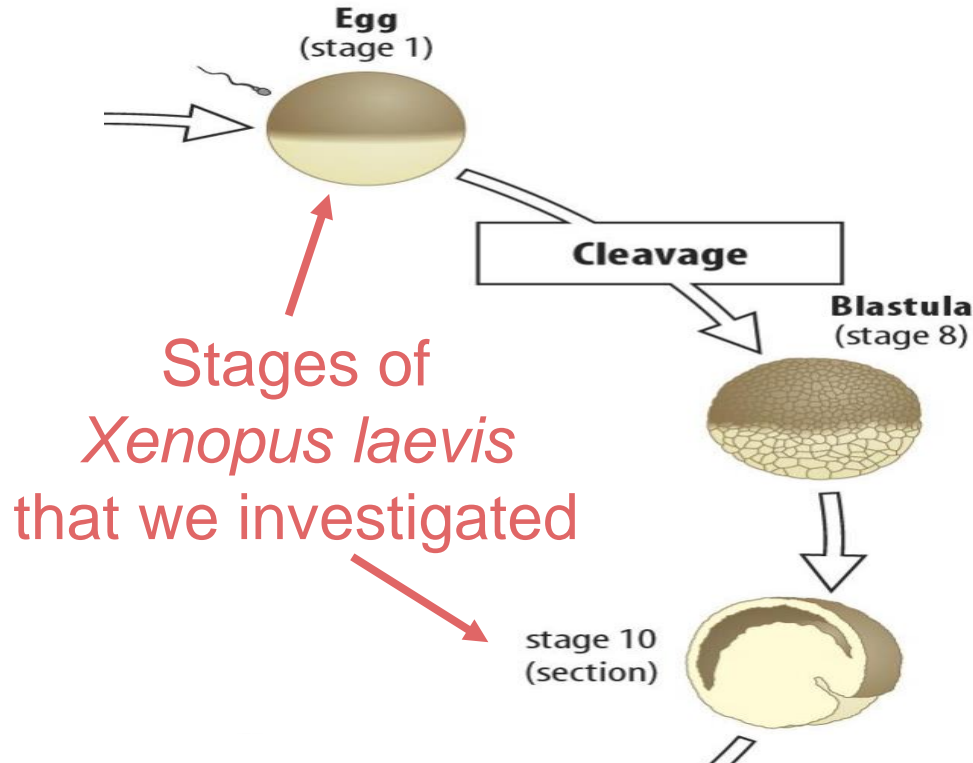 Egg
(stage 1)
Cleavage
Blastula
(stage 8)
Stages of
Xenopus laevis
that we investigated
stage 10
(section)